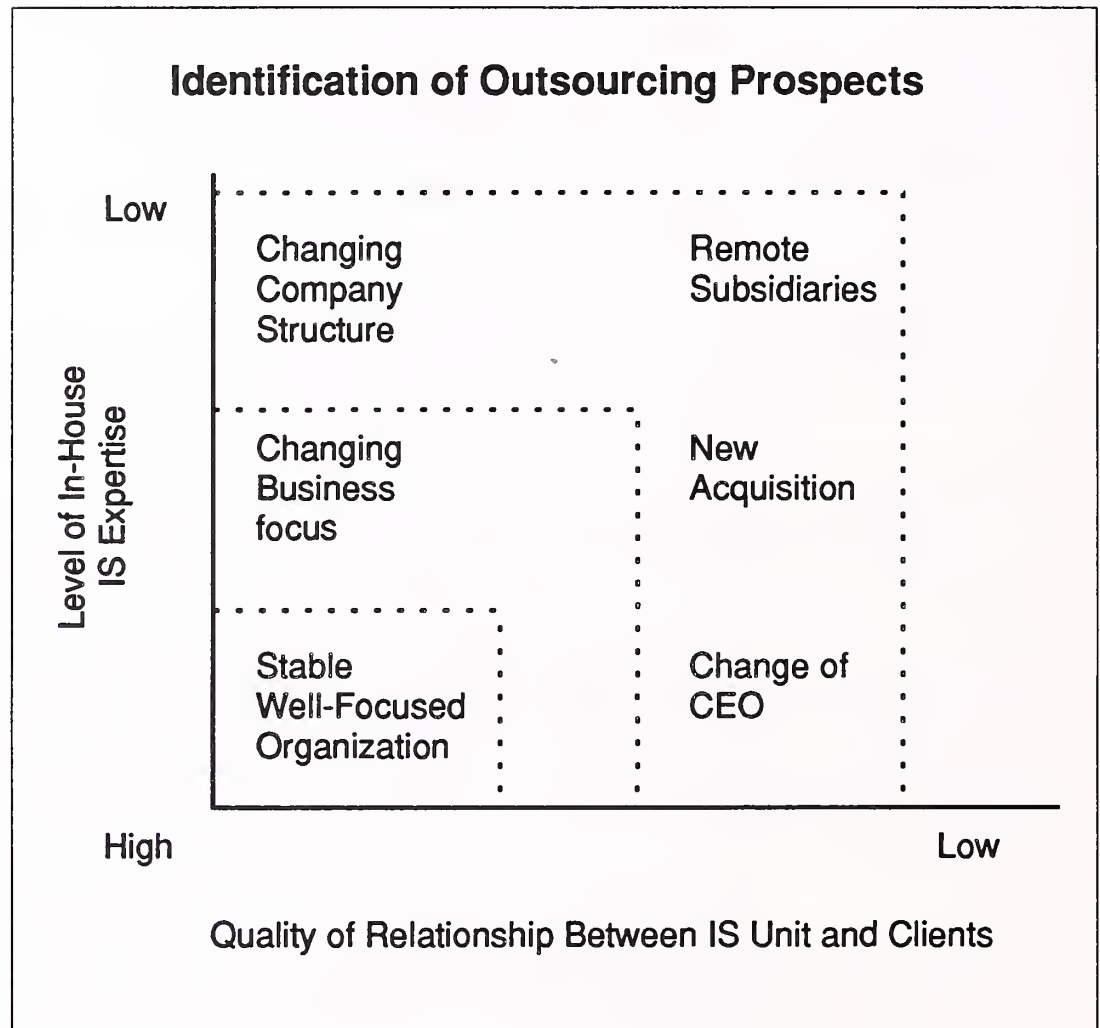 Identification of Outsourcing Prospects
Low
Changing
Company
Structure
Remote
Subsidiaries
Level of In-House
IS Expertise
Changing
Business
focus
New
Acquisition
Stable
Well-Focused
Organization
Change of
CEO
High
Low
Quality of Relationship Between IS Unit and Clients